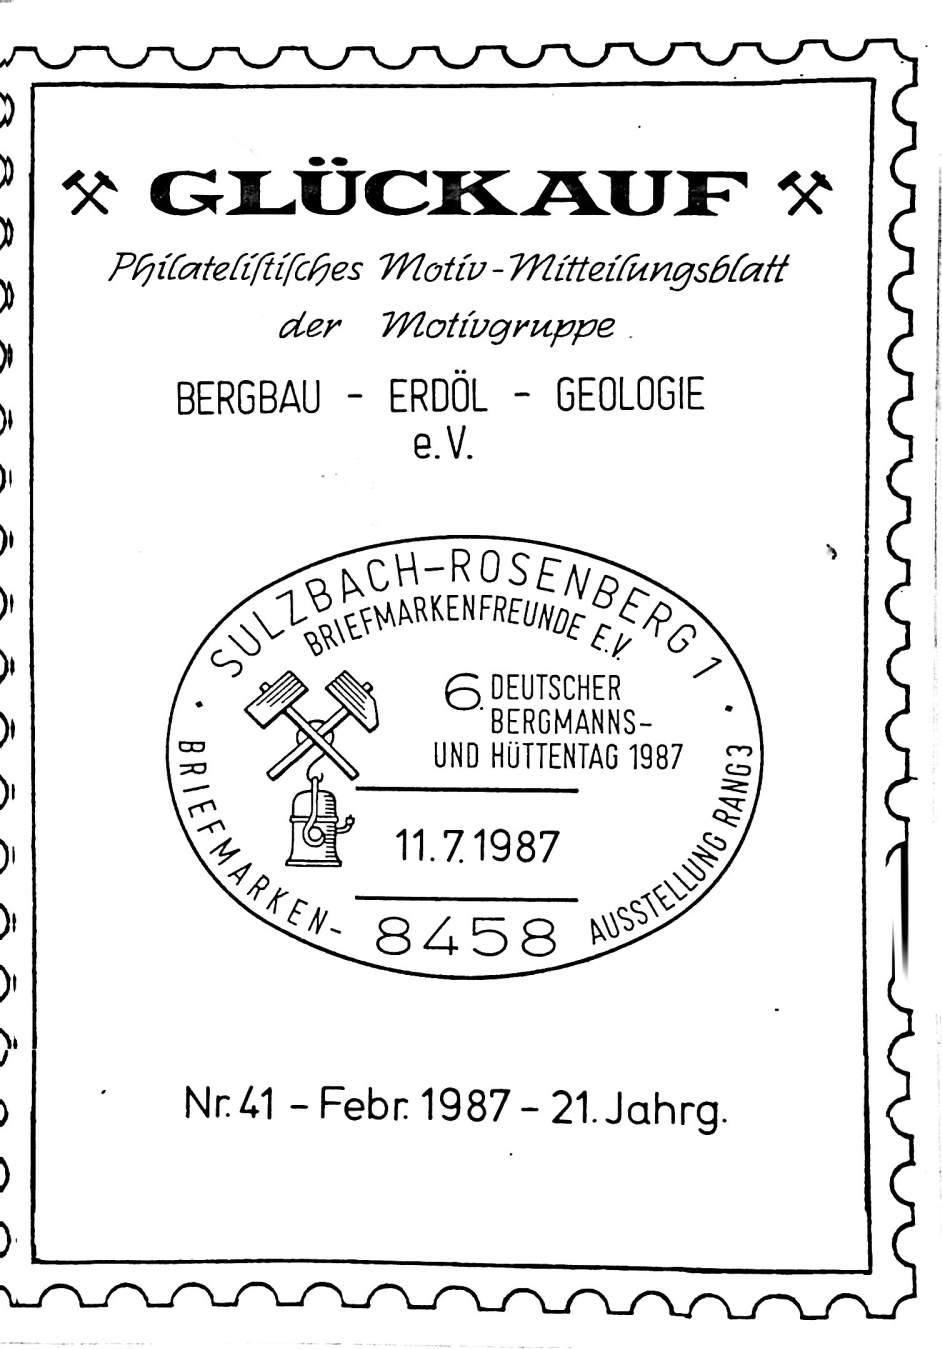 GLÜCKAUF
Philatelistisches Motiv-Mitteilungsblatt
der Motivgruppe
BERGBAU - ERDÖL - GEOLOGIE
e.V.
· SULZBACH-ROSENBERG 1 ·
BRIEFMARKENFREUNDE E.V.
6. DEUTSCHER
BERGMANNS-
UND HÜTTENTAG 1987
11.7.1987
BRIEFMARKEN-
AUSSTELLUNG RANG 3
8458
Nr. 41 - Febr. 1987 - 21. Jahrg.